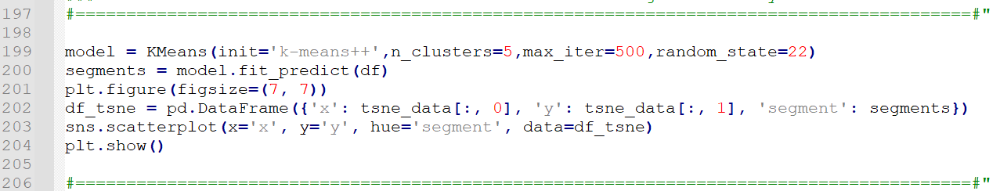 197 #==============================================================================================#"
198
199 model = KMeans(init='k-means++',n_clusters=5,max_iter=500,random_state=22)
200 segments = model.fit_predict(df)
201 plt.figure(figsize=(7, 7))
202 df_tsne = pd.DataFrame({'x': tsne_data[:, 0], 'y': tsne_data[:, 1], 'segment': segments})
203 sns.scatterplot(x='x', y='y', hue='segment', data=df_tsne)
204 plt.show()
205
206 #==============================================================================================#"